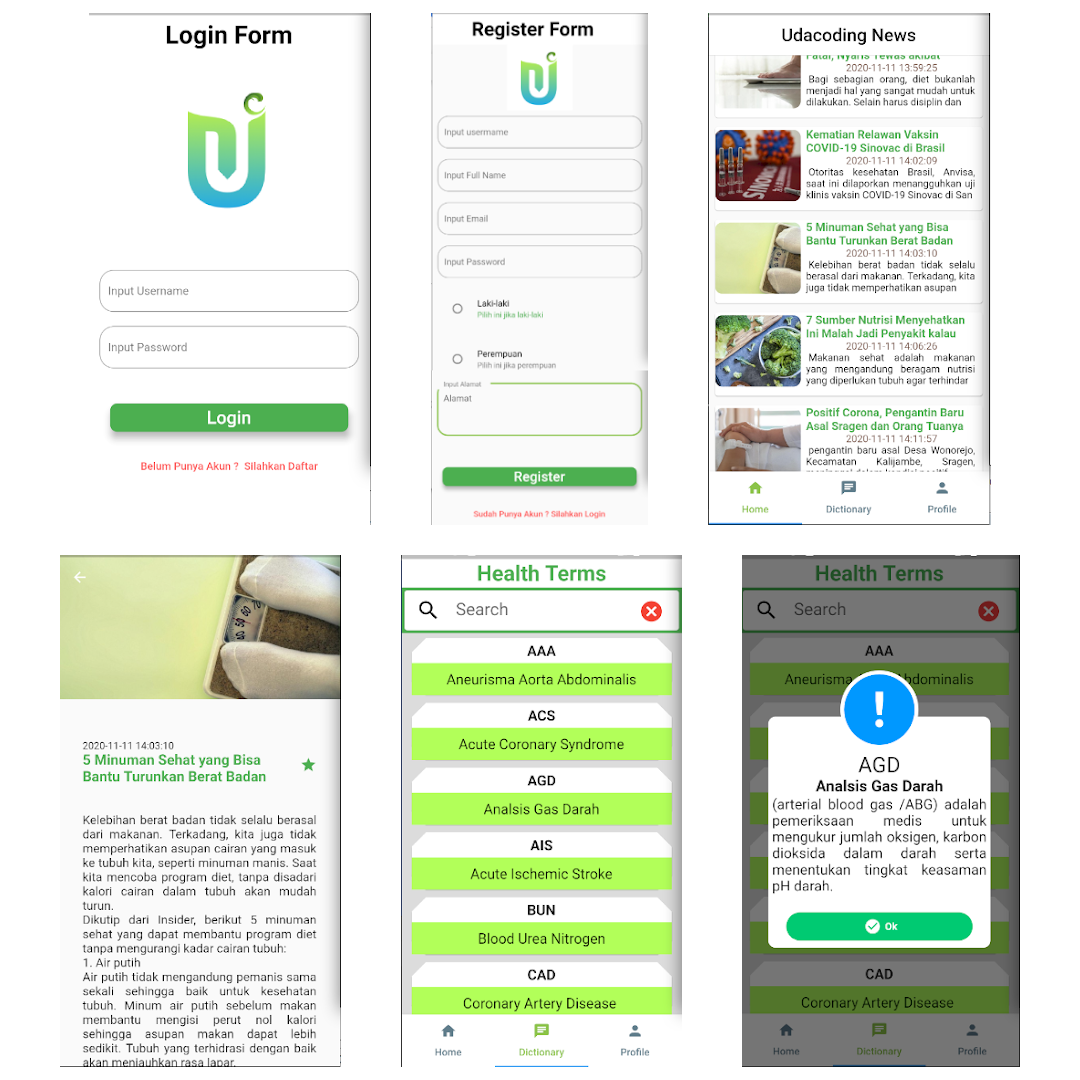 Login Form
Input Username
Input Password
Login
Belum Punya Akun ? Silahkan Daftar
Register Form
Input usermame
Input Full Name
Input Email
Input Password
Laki-laki
Pilih ini jika laki-laki
Perempuan
Pilih ini jika perempuan
Input Alamat
Alamat
Register
Sudah Punya Akun ? Silahkan Login
Udacoding News
Fatal, Nyaris Tewas akibat
2020-11-11 13:59:25
Bagi sebagian orang, diet bukanlah
menjadi hal yang sangat mudah untuk
dilakukan. Selain harus disiplin dan
Kematian Relawan Vaksin
COVID-19 Sinovac di Brasil
2020-11-11 14:02:09
Otoritas kesehatan Brasil, Anvisa,
saat ini dilaporkan menangguhkan uji
klinis vaksin COVID-19 Sinovac di San
5 Minuman Sehat yang Bisa
Bantu Turunkan Berat Badan
2020-11-11 14:03:10
Kelebihan berat badan tidak selalu
berasal dari makanan. Terkadang, kita
juga tidak memperhatikan asupan
7 Sumber Nutrisi Menyehatkan
Ini Malah Jadi Penyakit kalau
2020-11-11 14:06:26
Makanan sehat adalah makanan
yang mengandung beragam nutrisi
yang diperlukan tubuh agar terhindar
Positif Corona, Pengantin Baru
Asal Sragen dan Orang Tuanya
2020-11-11 14:11:57
pengantin baru asal Desa Wonorejo,
Kecamatan Kalijambe, Sragen,
Home
Dictionary
Profile
50 60 70
2020-11-11 14:03:10
5 Minuman Sehat yang Bisa
Bantu Turunkan Berat Badan
Kelebihan berat badan tidak selalu berasal
dari makanan. Terkadang, kita juga tidak
memperhatikan asupan cairan yang masuk
ke tubuh kita, seperti minuman manis. Saat
kita mencoba program diet, tanpa disadari
kalori cairan dalam tubuh akan mudah
turun.
Dikutip dari Insider, berikut 5 minuman
sehat yang dapat membantu program diet
tanpa mengurangi kadar cairan tubuh:
1. Air putih
Air putih tidak mengandung pemanis sama
sekali sehingga baik untuk kesehatan
tubuh. Minum air putih sebelum makan
membantu mengisi perut nol kalori
sehingga asupan makan dapat lebih
sedikit. Tubuh yang terhidrasi dengan baik
akan menjauhkan rasa lapar.
Health Terms
Search
AAA
Aneurisma Aorta Abdominalis
ACS
Acute Coronary Syndrome
AGD
Analsis Gas Darah
AIS
Acute Ischemic Stroke
BUN
Blood Urea Nitrogen
CAD
Coronary Artery Disease
Home
Dictionary
Profile
Health Terms
Search
AAA
Aneurisma Aorta Abdominalis
!
AGD
Analsis Gas Darah
(arterial blood gas /ABG) adalah
pemeriksaan medis untuk
mengukur jumlah oksigen, karbon
dioksida dalam darah serta
menentukan tingkat keasaman
pH darah.
Ok
CAD
Coronary Artery Disease
Home
Dictionary
Profile